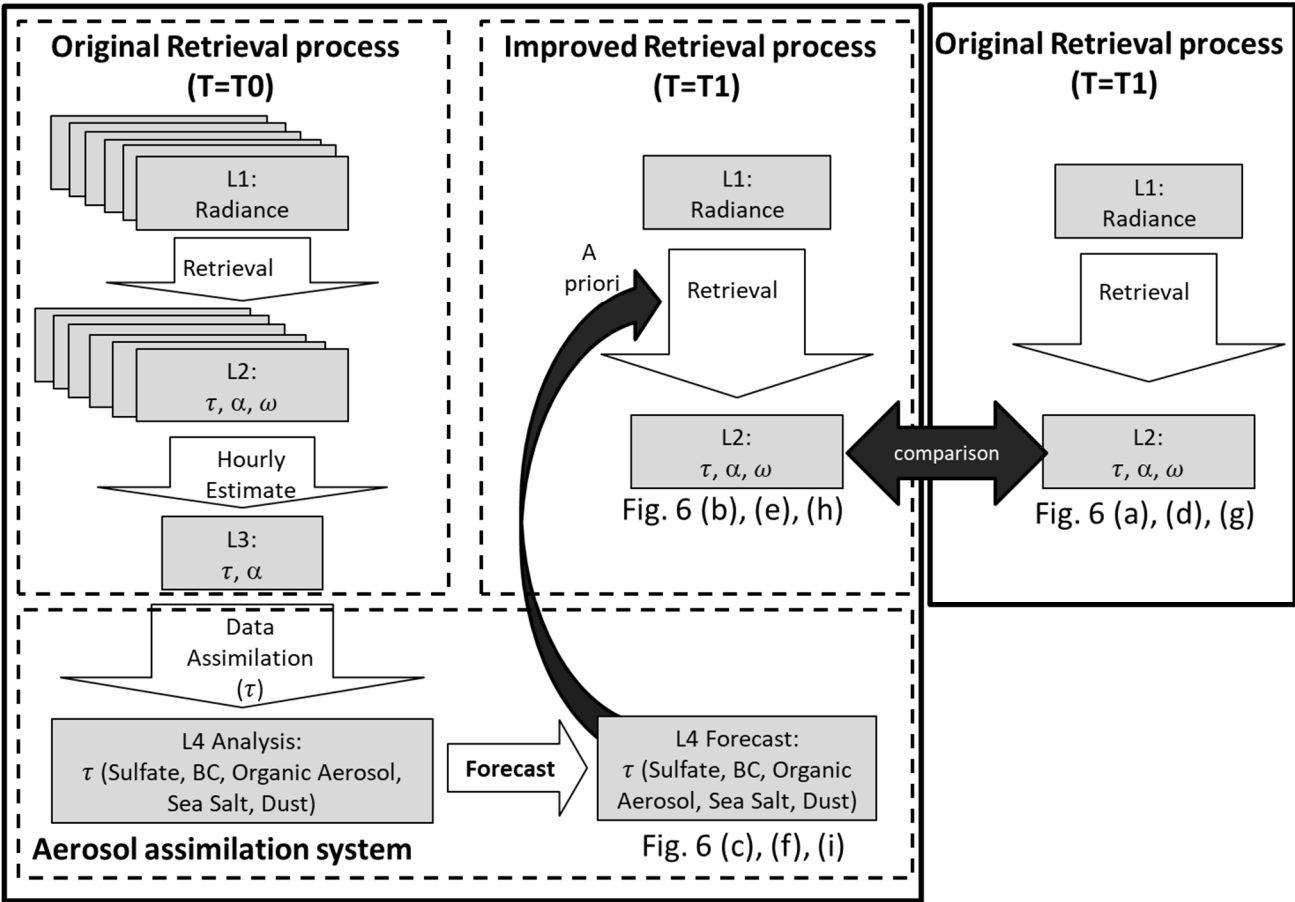 Original Retrieval process
(T=T0)
L1:
Radiance
Retrieval
L2:
τ, α, ω
Hourly
Estimate
L3:
τ, α
Improved Retrieval process
(T=T1)
L1:
Radiance
A
priori
Retrieval
L2:
τ, α, ω
Fig. 6 (b), (e), (h)
comparison
Original Retrieval process
(T=T1)
L1:
Radiance
Retrieval
L2:
τ, α, ω
Fig. 6 (a), (d), (g)
Data
Assimilation
(τ)
L4 Analysis:
τ (Sulfate, BC, Organic Aerosol,
Sea Salt, Dust)
Forecast
L4 Forecast:
τ (Sulfate, BC, Organic
Aerosol, Sea Salt, Dust)
Aerosol assimilation system
Fig. 6 (c), (f), (i)